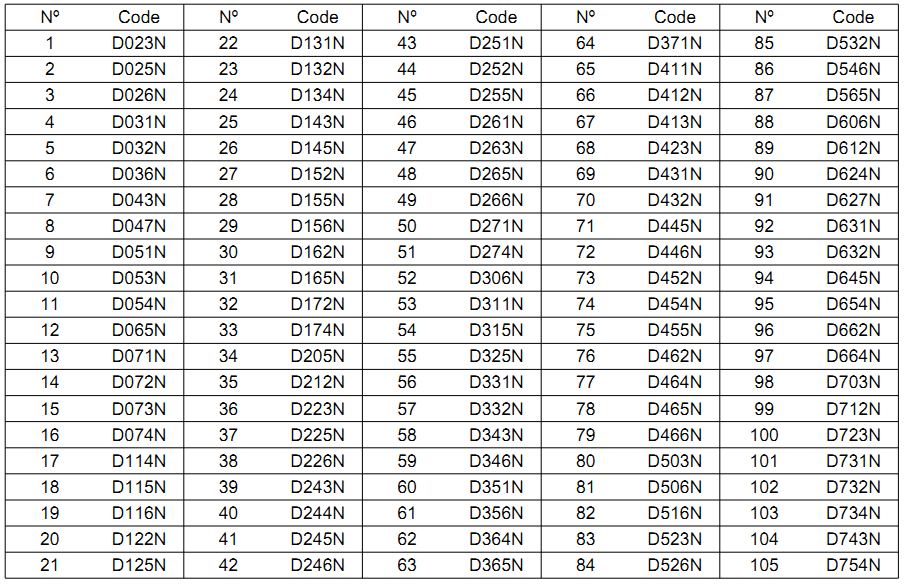 Nº Code Nº Code Nº Code Nº Code Nº Code
1 D023N 22 D131N 43 D251N 64 D371N 85 D532N
2 D025N 23 D132N 44 D252N 65 D411N 86 D546N
3 D026N 24 D134N 45 D255N 66 D412N 87 D565N
4 D031N 25 D143N 46 D261N 67 D413N 88 D606N
5 D032N 26 D145N 47 D263N 68 D423N 89 D612N
6 D036N 27 D152N 48 D265N 69 D431N 90 D624N
7 D043N 28 D155N 49 D266N 70 D432N 91 D627N
8 D047N 29 D156N 50 D271N 71 D445N 92 D631N
9 D051N 30 D162N 51 D274N 72 D446N 93 D632N
10 D053N 31 D165N 52 D306N 73 D452N 94 D645N
11 D054N 32 D172N 53 D311N 74 D454N 95 D654N
12 D065N 33 D174N 54 D315N 75 D455N 96 D662N
13 D071N 34 D205N 55 D325N 76 D462N 97 D664N
14 D072N 35 D212N 56 D331N 77 D464N 98 D703N
15 D073N 36 D223N 57 D332N 78 D465N 99 D712N
16 D074N 37 D225N 58 D343N 79 D466N 100 D723N
17 D114N 38 D226N 59 D346N 80 D503N 101 D731N
18 D115N 39 D243N 60 D351N 81 D506N 102 D732N
19 D116N 40 D244N 61 D356N 82 D516N 103 D734N
20 D122N 41 D245N 62 D364N 83 D523N 104 D743N
21 D125N 42 D246N 63 D365N 84 D526N 105 D754N